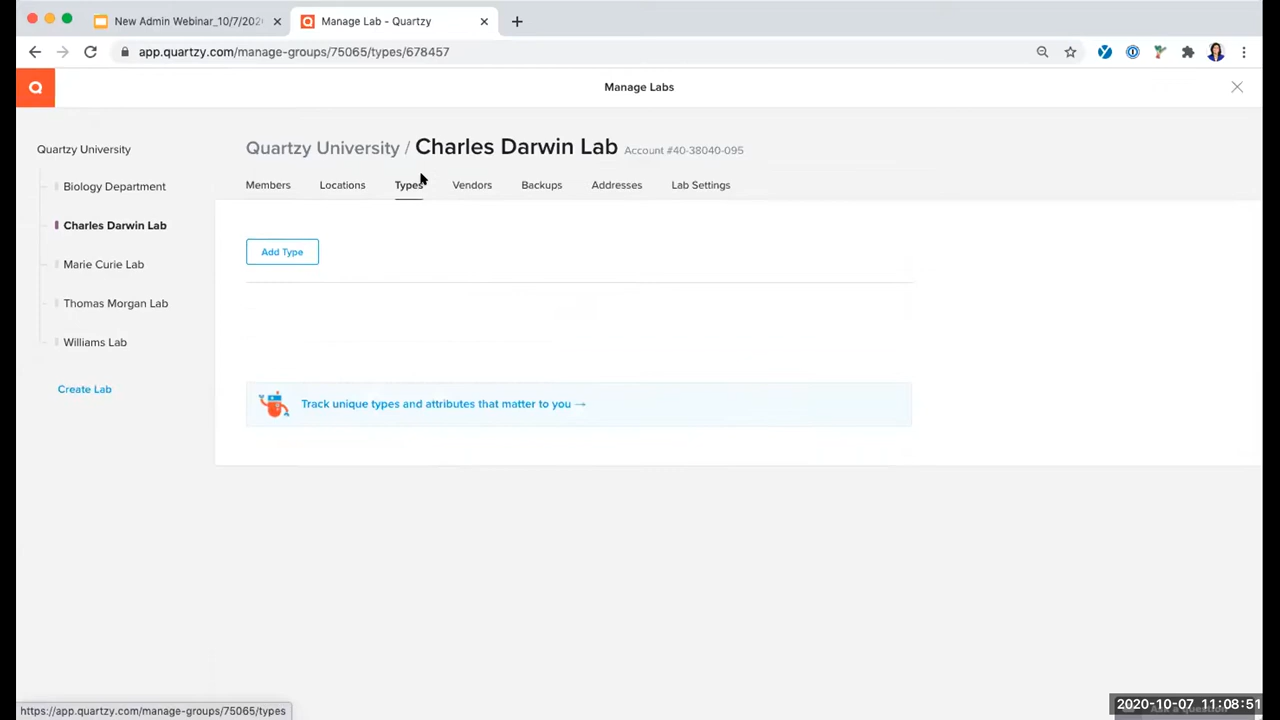 New Admin Webinar_10/7/202
Manage Lab - Quartzy
app.quartzy.com/manage-groups/75065/types/678457
Q
Manage Labs
Quartzy University
Biology Department
Charles Darwin Lab
Marie Curie Lab
Thomas Morgan Lab
Williams Lab
Create Lab
Quartzy University / Charles Darwin Lab Account #40-38040-095
Members Locations Types Vendors Backups Addresses Lab Settings
Add Type
Track unique types and attributes that matter to you →
https://app.quartzy.com/manage-groups/75065/types
2020-10-07 11:08:51